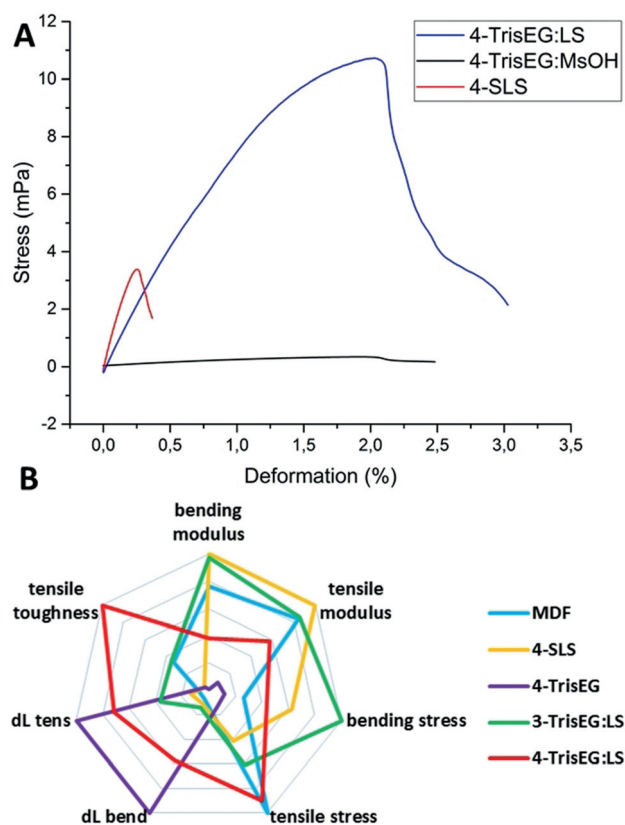 A
12
10
8
6
4
2
0
-2
Stress (mPa)
4-TrisEG:LS
4-TrisEG:MsOH
4-SLS
0,0 0,5 1,0 1,5 2,0 2,5 3,0 3,5
Deformation (%)
B
bending
modulus
tensile
toughness
tensile
modulus
dL tens
bending stress
dL bend
tensile stress
MDF
4-SLS
4-TrisEG
3-TrisEG:LS
4-TrisEG:LS